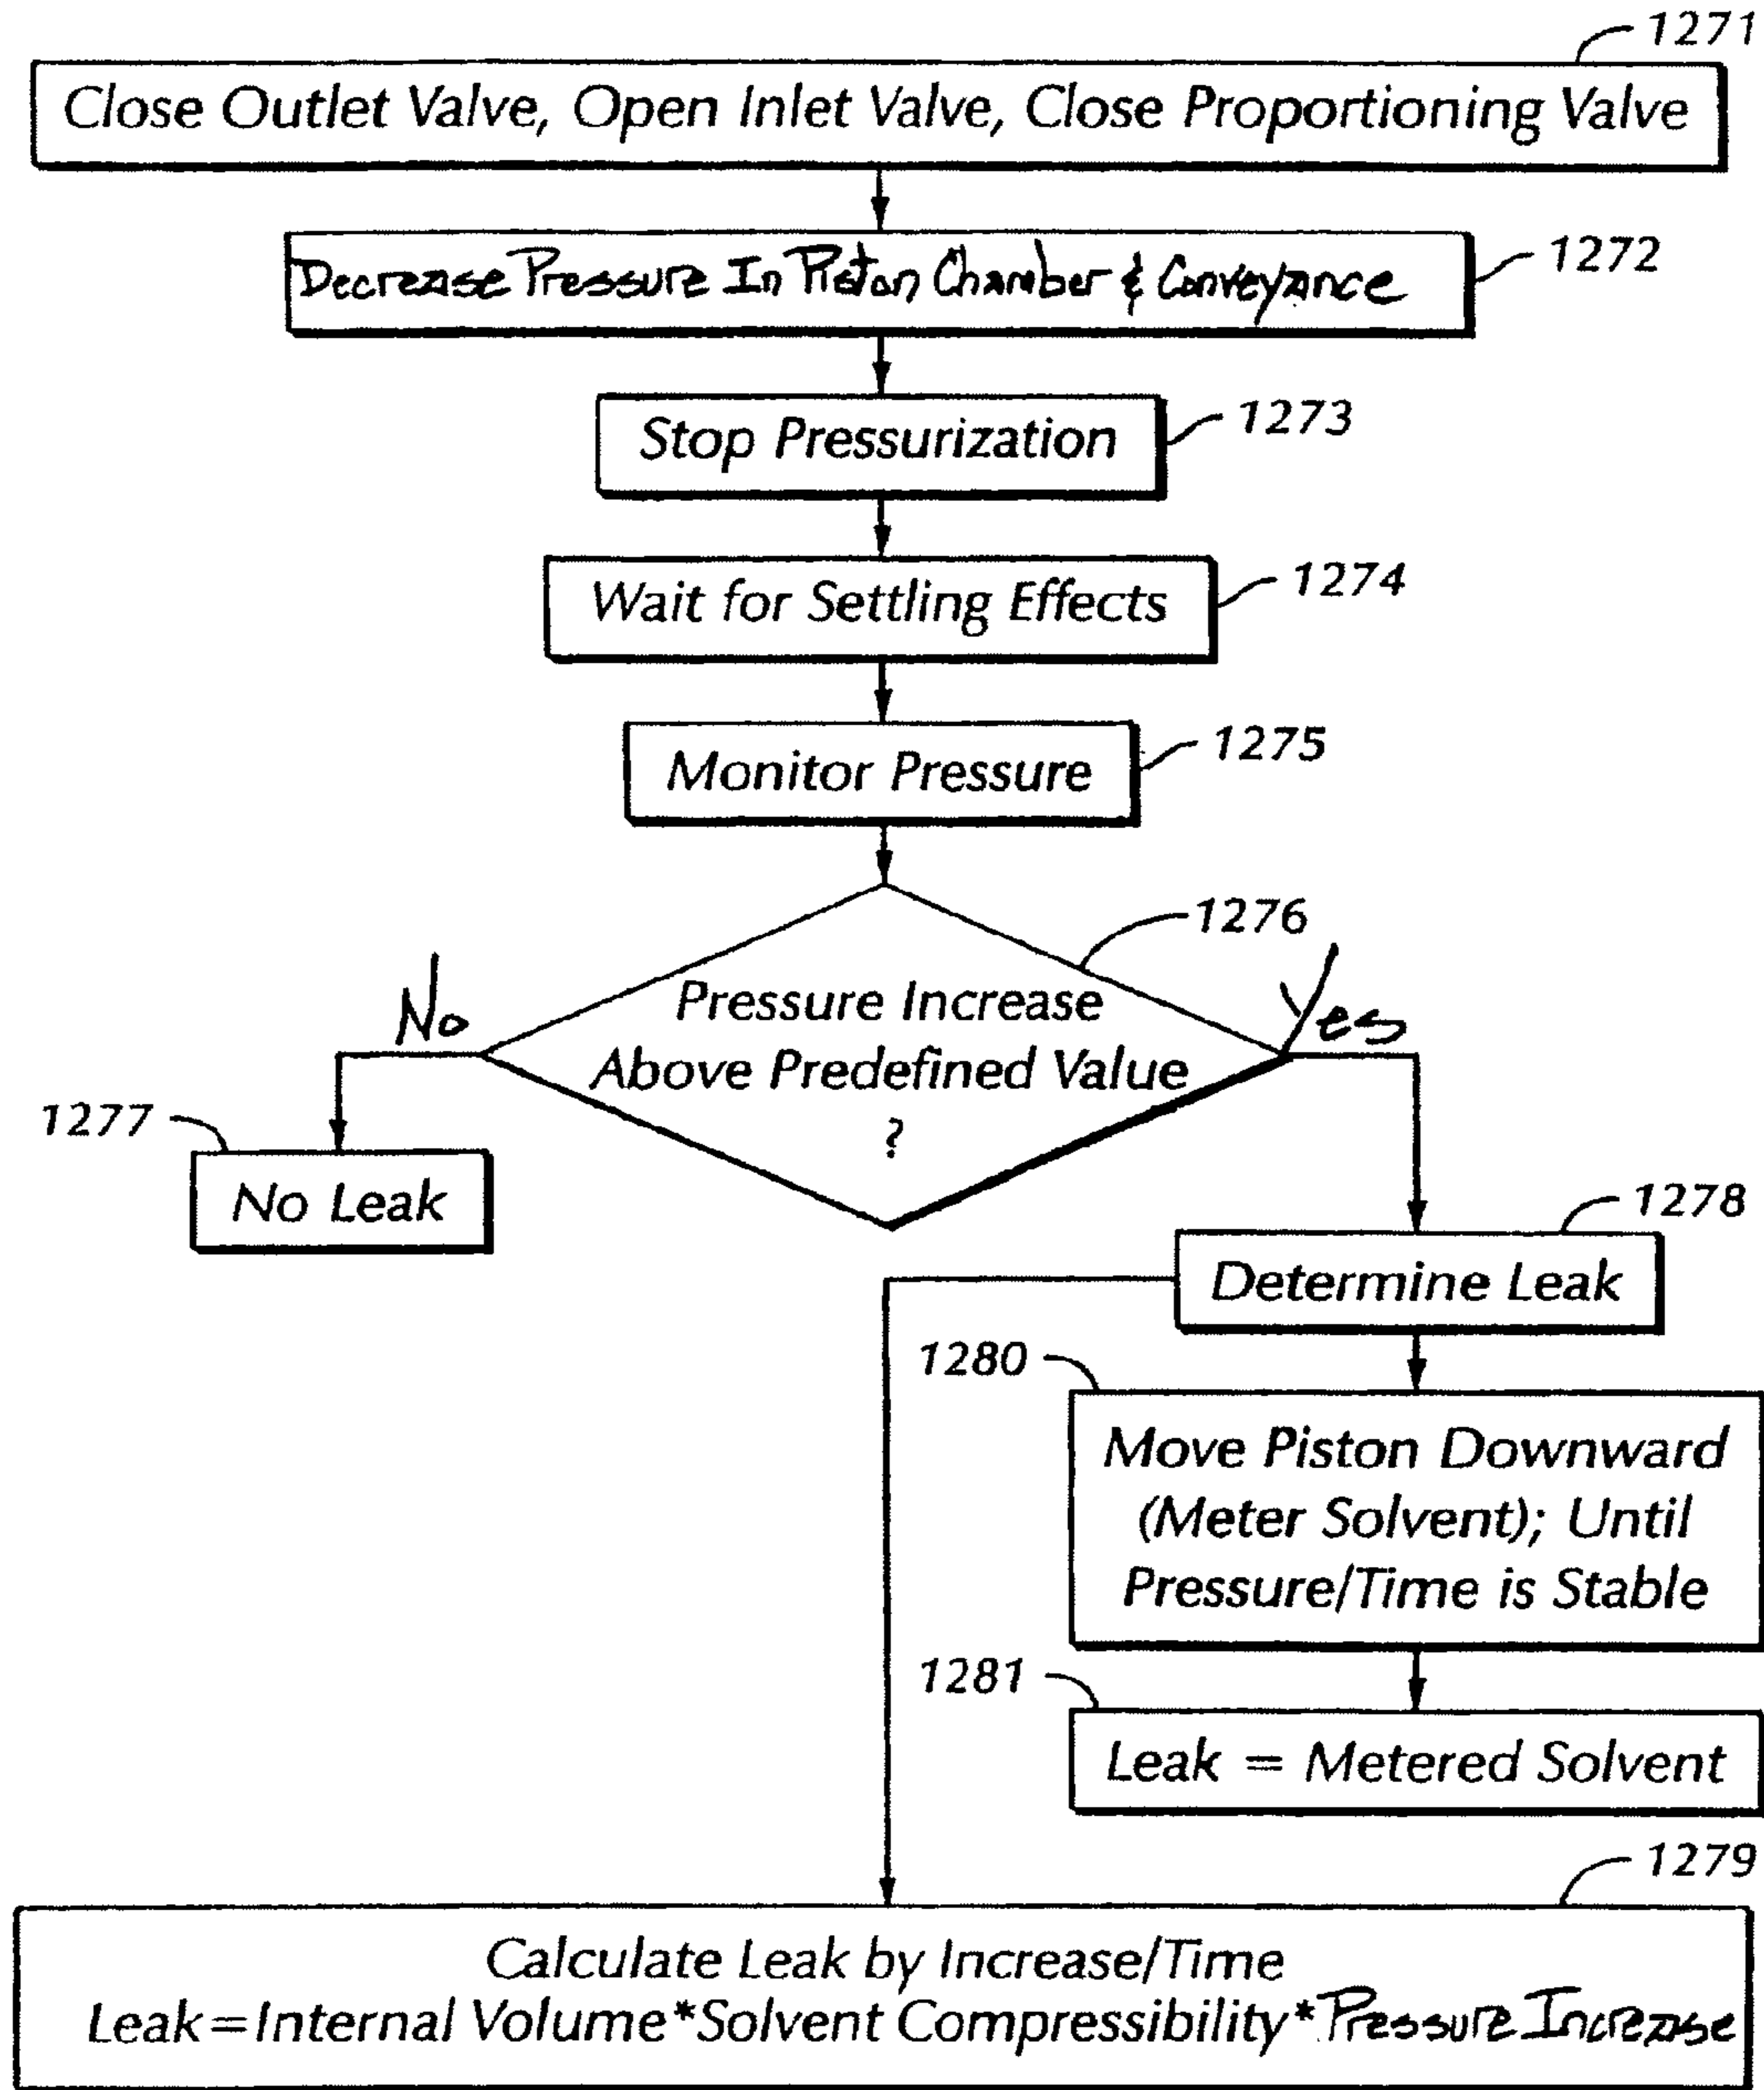 1271
Close Outlet Valve, Open Inlet Valve, Close Proportioning Valve
1272
Decrease Pressure In Piston Chamber & Conveyance
1273
Stop Pressurization
1274
Wait for Settling Effects
1275
Monitor Pressure
1276
Pressure Increase
Above Predefined Value
?
No
Yes
1277
No Leak
1278
Determine Leak
1280
Move Piston Downward
(Meter Solvent); Until
Pressure/Time is Stable
1281
Leak = Metered Solvent
1279
Calculate Leak by Increase/Time
Leak=Internal Volume*Solvent Compressibility*Pressure Increase